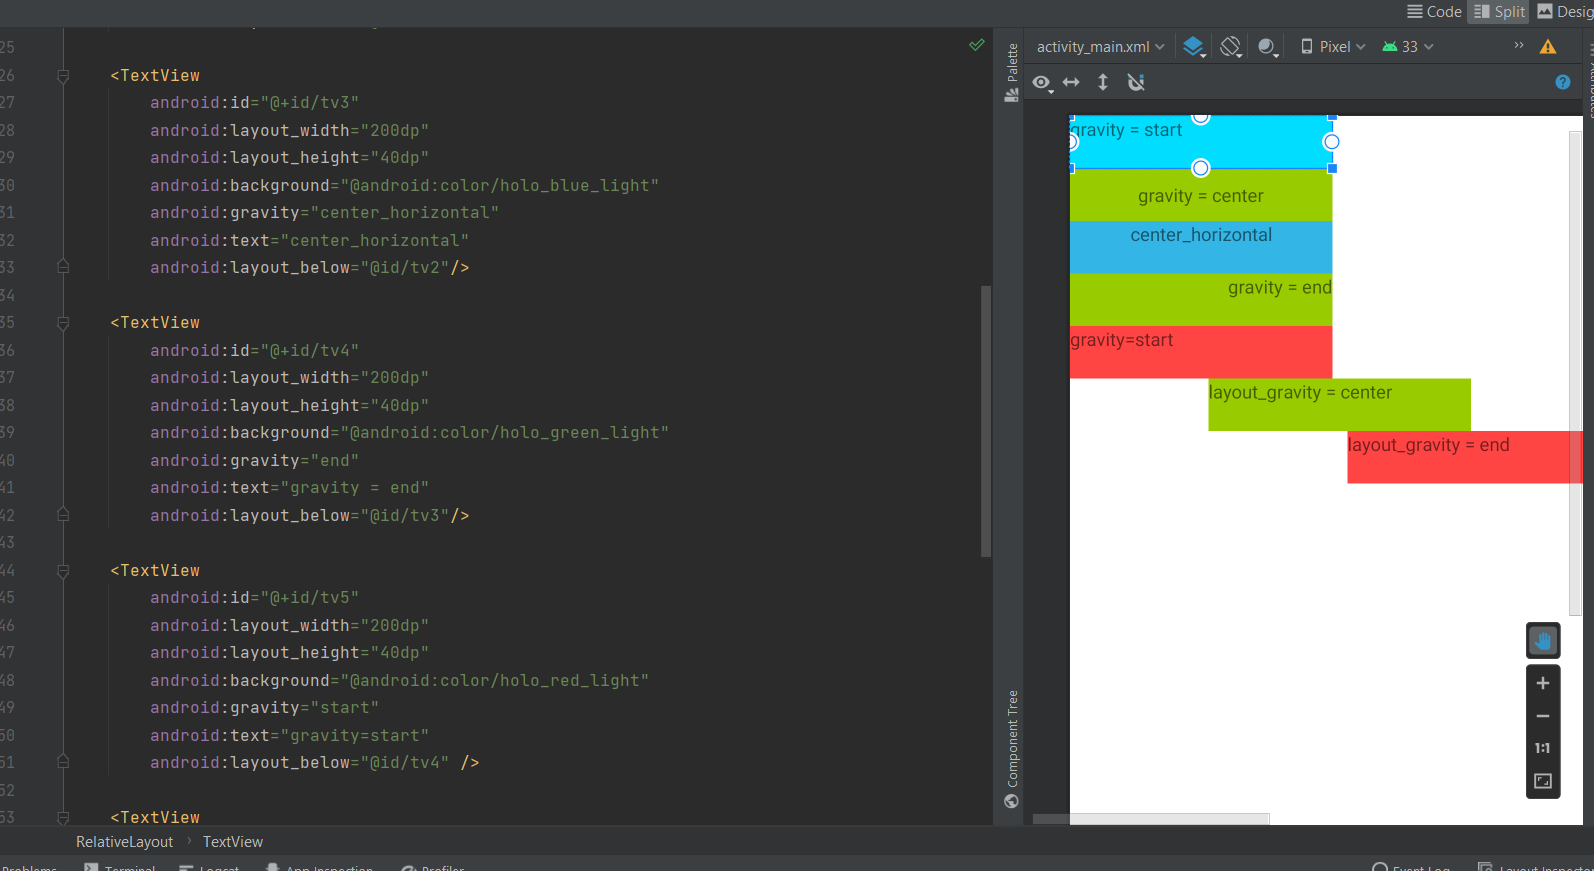 Code Split Desig
25
26 <TextView
27 android:id="@+id/tv3"
28 android:layout_width="200dp"
29 android:layout_height="40dp"
30 android:background="@android:color/holo_blue_light"
31 android:gravity="center_horizontal"
32 android:text="center_horizontal"
33 android:layout_below="@id/tv2"/>
34
35 <TextView
36 android:id="@+id/tv4"
37 android:layout_width="200dp"
38 android:layout_height="40dp"
39 android:background="@android:color/holo_green_light"
40 android:gravity="end"
41 android:text="gravity = end"
42 android:layout_below="@id/tv3"/>
43
44 <TextView
45 android:id="@+id/tv5"
46 android:layout_width="200dp"
47 android:layout_height="40dp"
48 android:background="@android:color/holo_red_light"
49 android:gravity="start"
50 android:text="gravity=start"
51 android:layout_below="@id/tv4" />
52
53 <TextView
Palette
Component Tree
activity_main.xml Pixel 33 »
?
gravity = start
gravity = center
center_horizontal
gravity = end
gravity=start
layout_gravity = center
layout_gravity = end
+
−
1:1
RelativeLayout › TextView
Problems Terminal Logcat App Inspection Profiler Event Log Layout Inspector